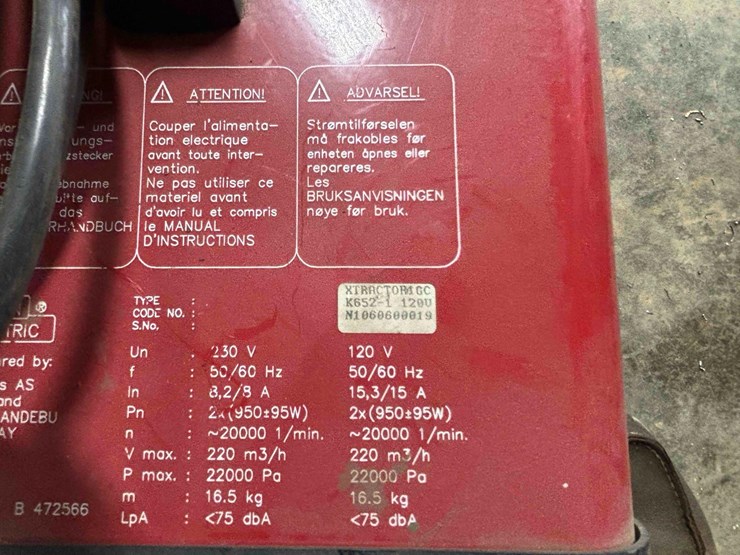 NG!
und
ungs-
zstecker
ebnahme
auf-
das
RHANDBUCH
ATTENTION!
Couper l'alimenta-
tion electrique
avant toute inter-
vention.
Ne pas utiliser ce
materiel avant
d'avoir lu et compris
le MANUAL
D'INSTRUCTIONS
ADVARSEL!
Strømtilførselen
må frakobles før
enheten åpnes eller
repareres.
Les
BRUKSANVISNINGEN
nøye før bruk.
®
TRIC
red by:
s AS
and
ANDEBU
AY
B 472566
TYPE : XTRACTOR1GC
CODE NO. : K652-1 120V
S.No. : N1060600019
Un : 230 V 120 V
f : 50/60 Hz 50/60 Hz
In : 8,2/8 A 15,3/15 A
Pn : 2x(950±95W) 2x(950±95W)
n : ~20000 1/min. ~20000 1/min.
V max. : 220 m3/h 220 m3/h
P max. : 22000 Pa 22000 Pa
m : 16.5 kg 16.5 kg
LpA : <75 dbA <75 dbA